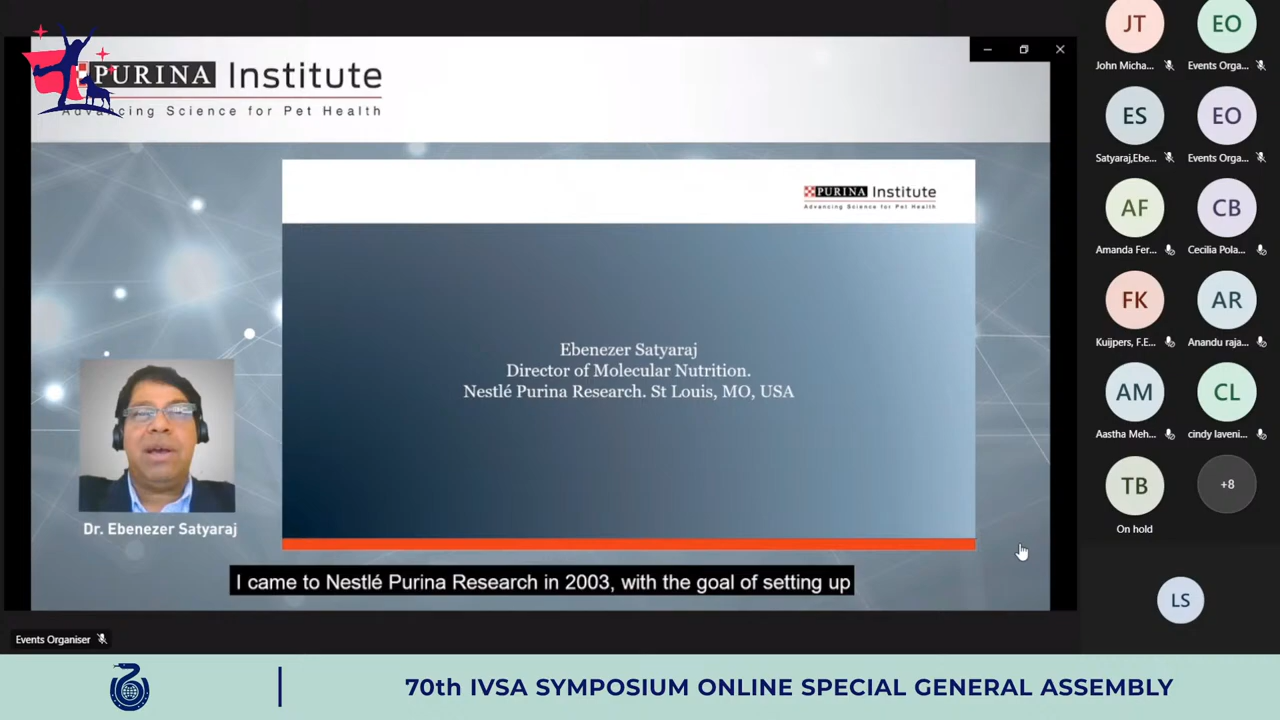 PURINA Institute
Advancing Science for Pet Health
PURINA Institute
Advancing Science for Pet Health
Ebenezer Satyaraj
Director of Molecular Nutrition.
Nestlé Purina Research. St Louis, MO, USA
Dr. Ebenezer Satyaraj
I came to Nestlé Purina Research in 2003, with the goal of setting up
Events Organiser
JT
EO
John Micha...
Events Orga...
ES
EO
Satyaraj,Ebe...
Events Orga...
AF
CB
Amanda Fer...
Cecilia Pola...
FK
AR
Kuijpers, F.E...
Anandu raja...
AM
CL
Aastha Meh...
cindy laveni...
TB
+8
On hold
LS
70th IVSA SYMPOSIUM ONLINE SPECIAL GENERAL ASSEMBLY